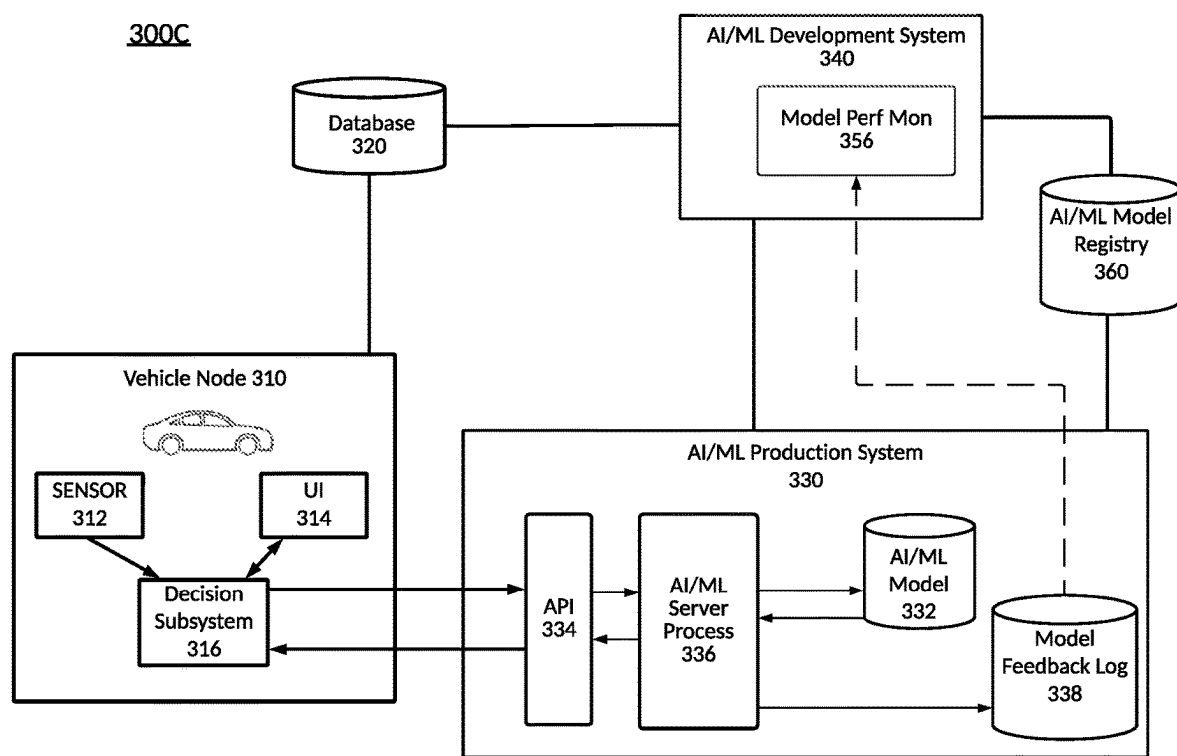 300C
AI/ML Development System
340
Model Perf Mon
356
Database
320
AI/ML Model
Registry
360
Vehicle Node 310
SENSOR
312
UI
314
Decision
Subsystem
316
AI/ML Production System
330
API
334
AI/ML
Server
Process
336
AI/ML
Model
332
Model
Feedback Log
338